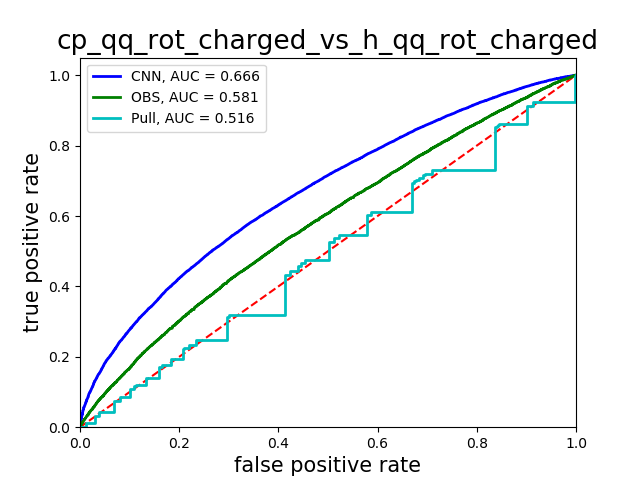 cp_qq_rot_charged_vs_h_qq_rot_charged
CNN, AUC = 0.666
OBS, AUC = 0.581
Pull, AUC = 0.516
true positive rate
1.0
0.8
0.6
0.4
0.2
0.0
0.0 0.2 0.4 0.6 0.8 1.0
false positive rate